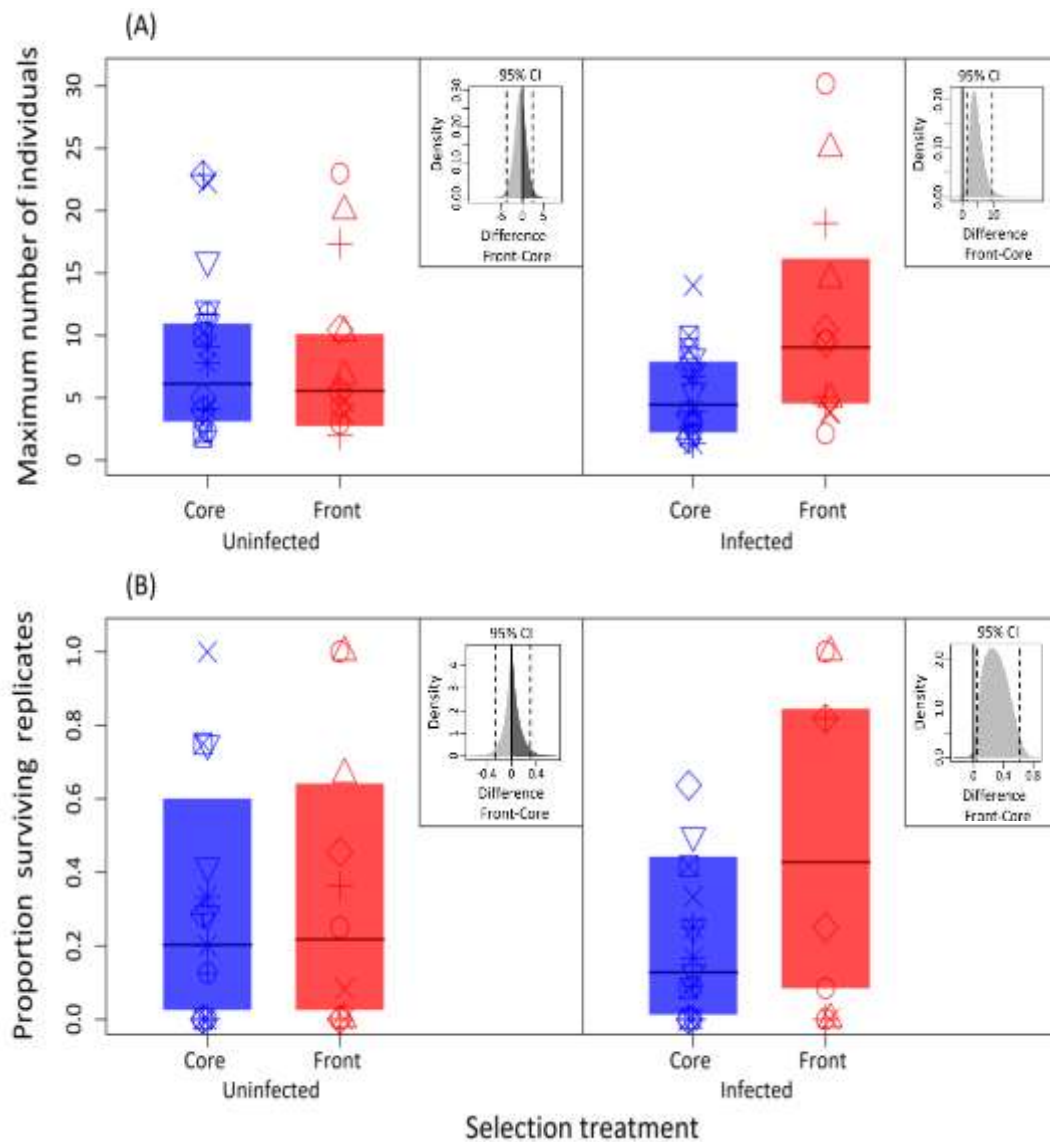 (A)
Maximum number of individuals
30
25
20
15
10
5
0
95% CI
Density
0.30
0.20
0.10
0.00
-5 0 5
Difference
Front-Core
95% CI
Density
0.20
0.10
0.00
0 10
Difference
Front-Core
Core Front
Uninfected
Core Front
Infected
(B)
Proportion surviving replicates
1.0
0.8
0.6
0.4
0.2
0.0
95% CI
Density
4
3
2
1
0
-0.4 0 0.4
Difference
Front-Core
95% CI
Density
2.0
1.0
0.0
0 0.4 0.8
Difference
Front-Core
Core Front
Uninfected
Core Front
Infected
Selection treatment